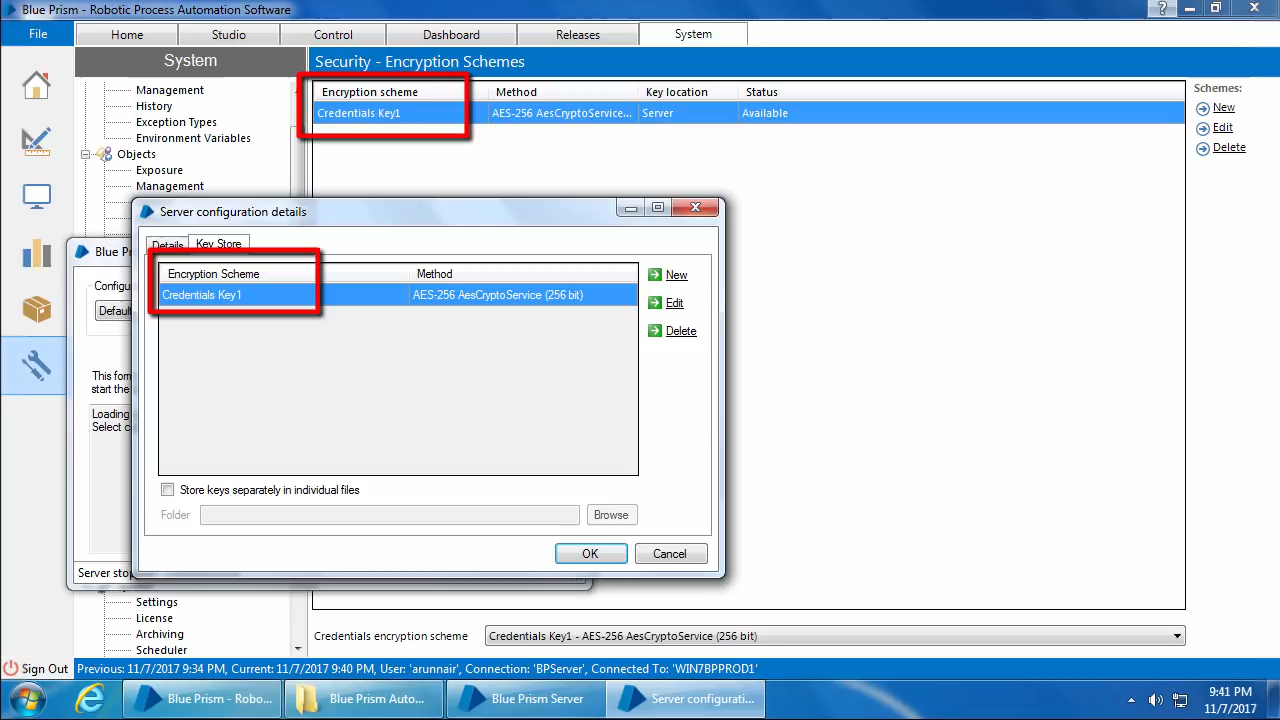 Blue Prism - Robotic Process Automation Software
File Home Studio Control Dashboard Releases System
System
Security - Encryption Schemes
Management
History
Exception Types
Environment Variables
Objects
Exposure
Management
Encryption scheme Method Key location Status
Credentials Key1 AES-256 AesCryptoService... Server Available
Schemes:
New
Edit
Delete
Server configuration details
Details Key Store
Encryption Scheme Method
Credentials Key1 AES-256 AesCryptoService (256 bit)
New
Edit
Delete
Store keys separately in individual files
Folder Browse
OK Cancel
Blue Pr
Configu
Default
This form
start the
Loading
Select c
Server stop
Settings
License
Archiving
Scheduler
Credentials encryption scheme Credentials Key1 - AES-256 AesCryptoService (256 bit)
Sign Out Previous: 11/7/2017 9:34 PM, Current: 11/7/2017 9:40 PM, User: 'arunnair', Connection: 'BPServer', Connected To: 'WIN7BPPROD1'
Blue Prism - Robo... Blue Prism Auto... Blue Prism Server Server configurati...
9:41 PM
11/7/2017